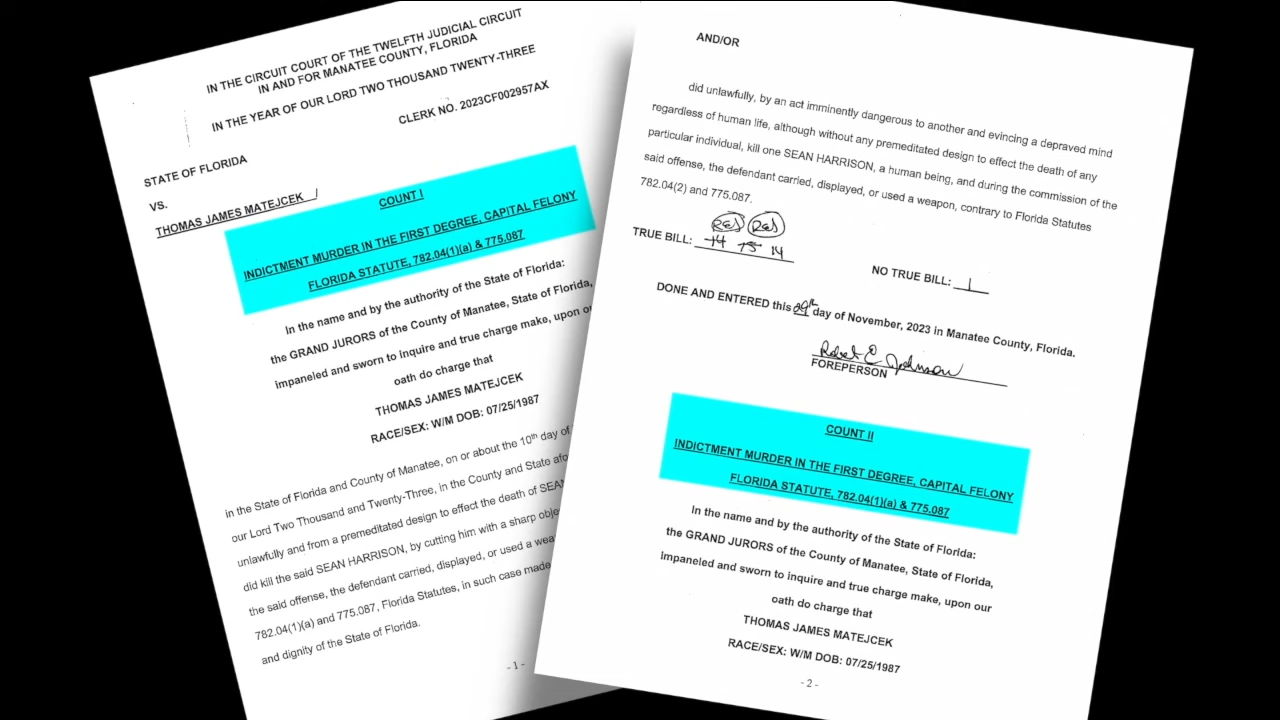 IN THE CIRCUIT COURT OF THE TWELFTH JUDICIAL CIRCUIT
IN AND FOR MANATEE COUNTY, FLORIDA
IN THE YEAR OF OUR LORD TWO THOUSAND TWENTY-THREE
CLERK NO. 2023CF002957AX
STATE OF FLORIDA
VS.
THOMAS JAMES MATEJCEK /
COUNT I
INDICTMENT MURDER IN THE FIRST DEGREE, CAPITAL FELONY
FLORIDA STATUTE, 782.04(1)(a) & 775.087
In the name and by the authority of the State of Florida:
the GRAND JURORS of the County of Manatee, State of Florida,
impaneled and sworn to inquire and true charge make, upon
oath do charge that
THOMAS JAMES MATEJCEK
RACE/SEX: W/M DOB: 07/25/1987
in the State of Florida and County of Manatee, on or about the 10th day of
our Lord Two Thousand and Twenty-Three, in the County and State
unlawfully and from a premeditated design to effect the death of
did kill the said SEAN HARRISON, by cutting him with a sharp
the said offense, the defendant carried, displayed, or used a
782.04(1)(a) and 775.087, Florida Statutes, in such case made
and dignity of the State of Florida.
- 1 -
AND/OR
did unlawfully, by an act imminently dangerous to another and evincing a depraved mind
regardless of human life, although without any premeditated design to effect the death of any
particular individual, kill one SEAN HARRISON, a human being, and during the commission of the
said offense, the defendant carried, displayed, or used a weapon, contrary to Florida Statutes
782.04(2) and 775.087.
TRUE BILL: 14 15 14
NO TRUE BILL: 1
DONE AND ENTERED this 29th day of November, 2023 in Manatee County, Florida.
Robert E Johnson
FOREPERSON
COUNT II
INDICTMENT MURDER IN THE FIRST DEGREE, CAPITAL FELONY
FLORIDA STATUTE, 782.04(1)(a) & 775.087
In the name and by the authority of the State of Florida:
the GRAND JURORS of the County of Manatee, State of Florida,
impaneled and sworn to inquire and true charge make, upon our
oath do charge that
THOMAS JAMES MATEJCEK
RACE/SEX: W/M DOB: 07/25/1987
- 2 -